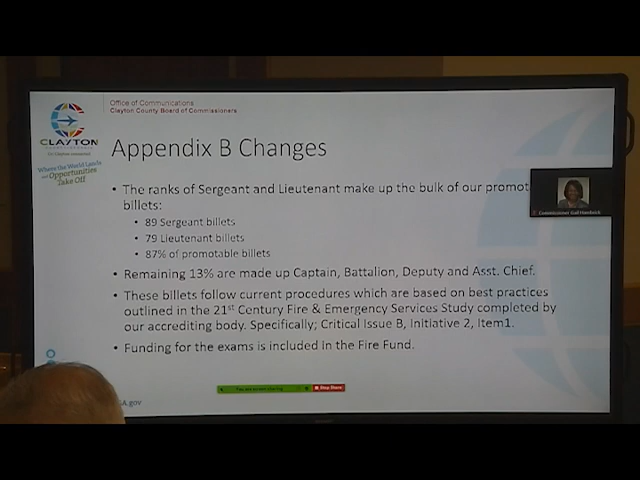 Office of Communications
Clayton County Board of Commissioners
CLAYTON
Where the World Lands
and Opportunities
Take Off
Appendix B Changes
• The ranks of Sergeant and Lieutenant make up the bulk of our promot
billets:
• 89 Sergeant billets
• 79 Lieutenant billets
• 87% of promotable billets
Commissioner Gail Hambrick
• Remaining 13% are made up Captain, Battalion, Deputy and Asst. Chief.
• These billets follow current procedures which are based on best practices
outlined in the 21st Century Fire & Emergency Services Study completed by
our accrediting body. Specifically; Critical Issue B, Initiative 2, Item1.
• Funding for the exams is included in the Fire Fund.
Stop Share
GA.gov